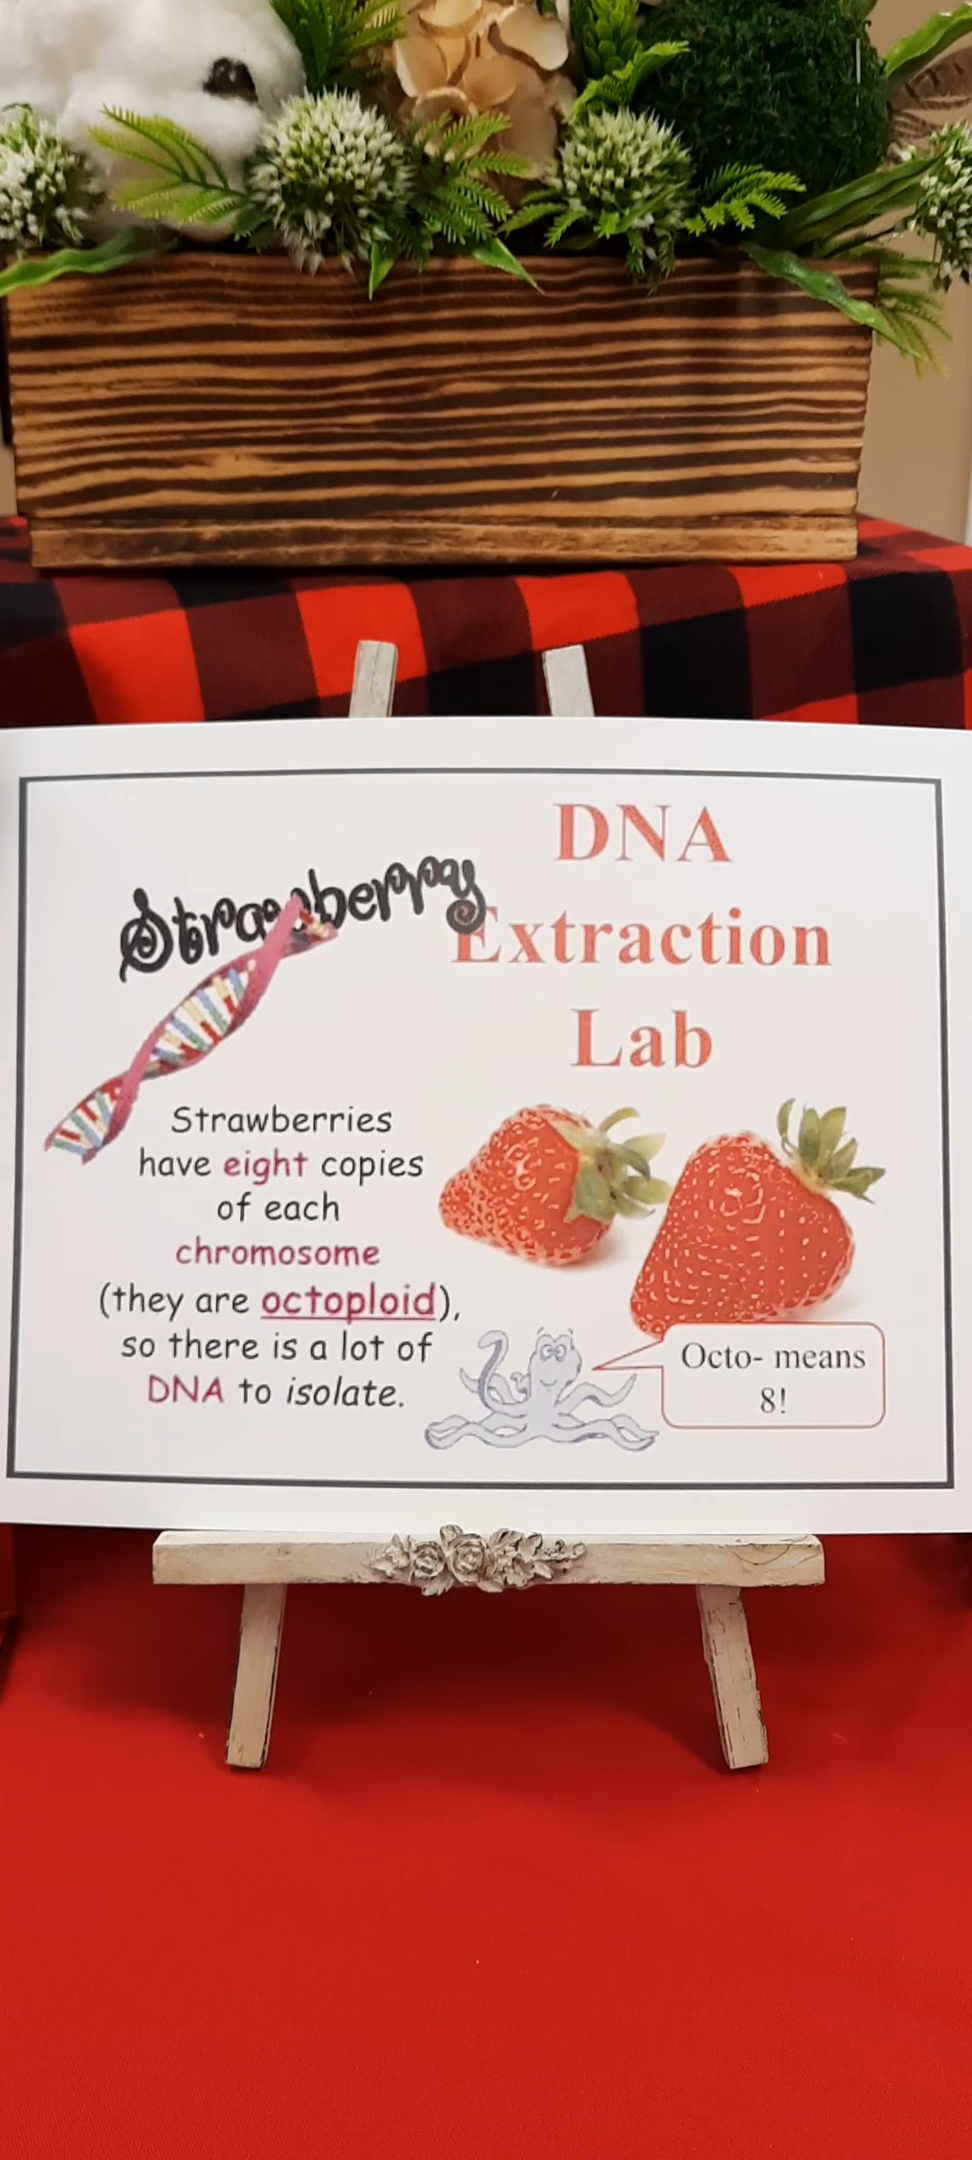 Strawberry
DNA
Extraction
Lab
Strawberries
have eight copies
of each
chromosome
(they are octoploid),
so there is a lot of
DNA to isolate.
Octo- means
8!